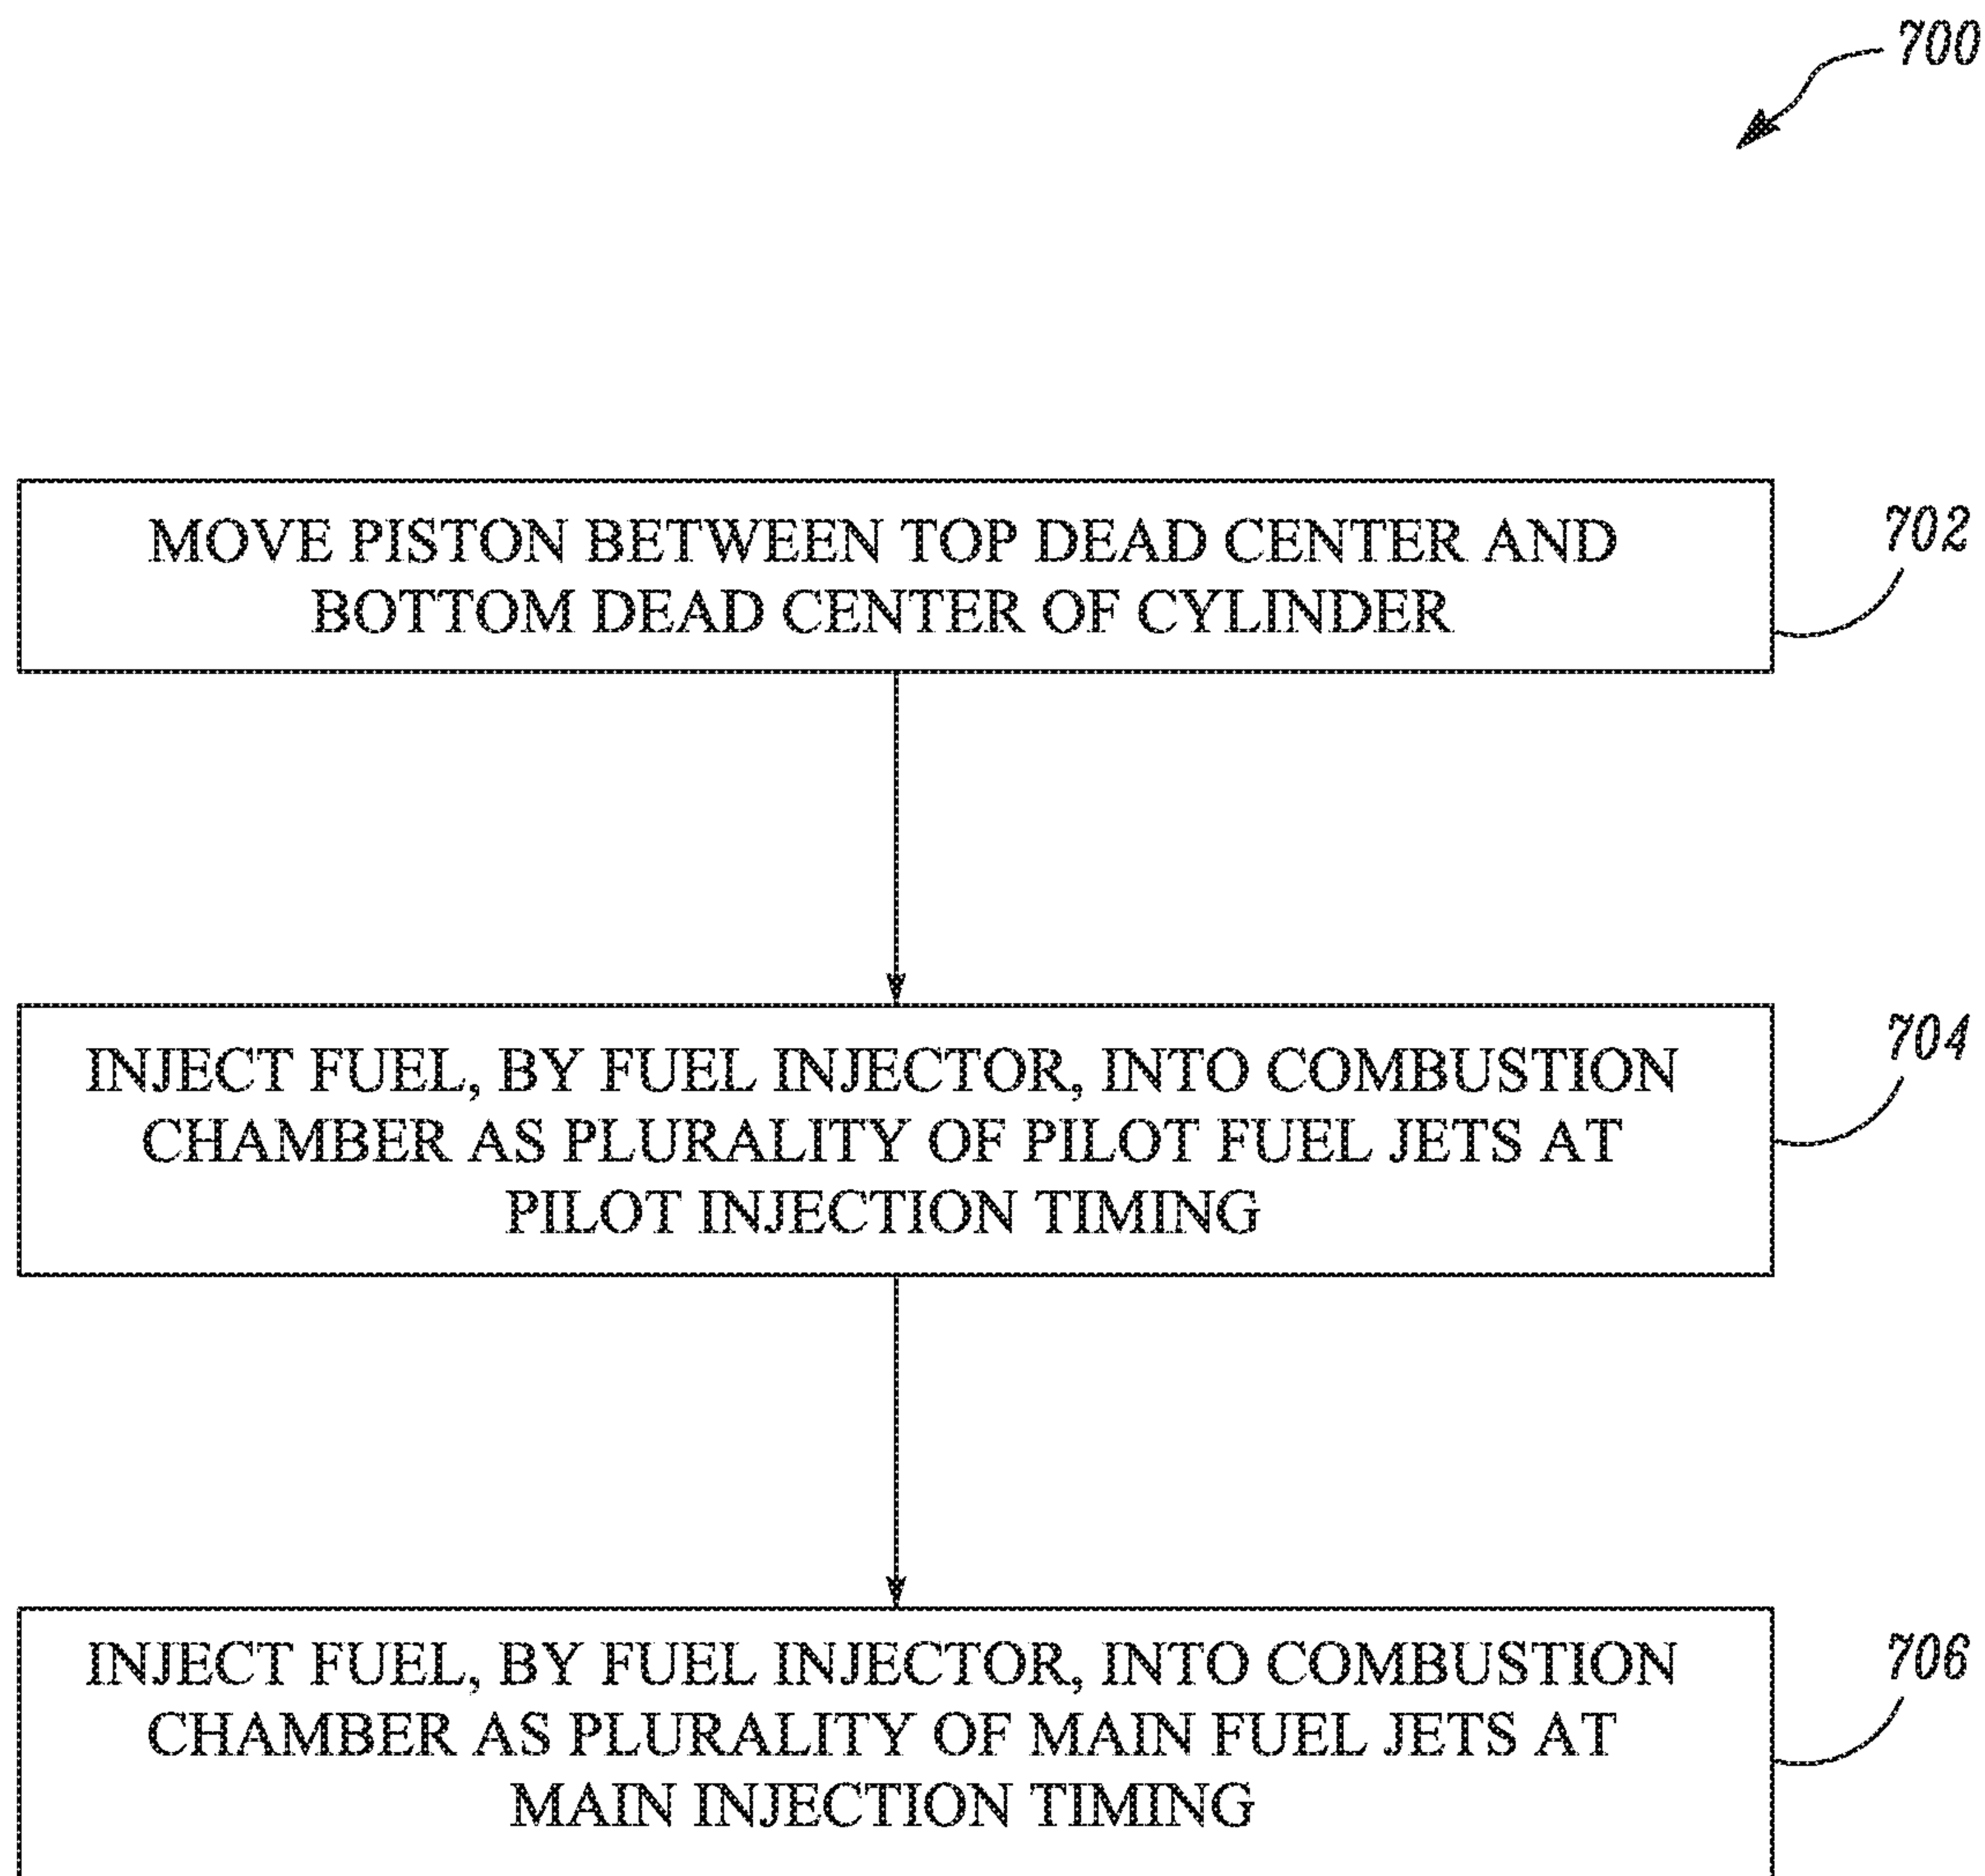 700
MOVE PISTON BETWEEN TOP DEAD CENTER AND
BOTTOM DEAD CENTER OF CYLINDER
702
INJECT FUEL, BY FUEL INJECTOR, INTO COMBUSTION
CHAMBER AS PLURALITY OF PILOT FUEL JETS AT
PILOT INJECTION TIMING
704
INJECT FUEL, BY FUEL INJECTOR, INTO COMBUSTION
CHAMBER AS PLURALITY OF MAIN FUEL JETS AT
MAIN INJECTION TIMING
706